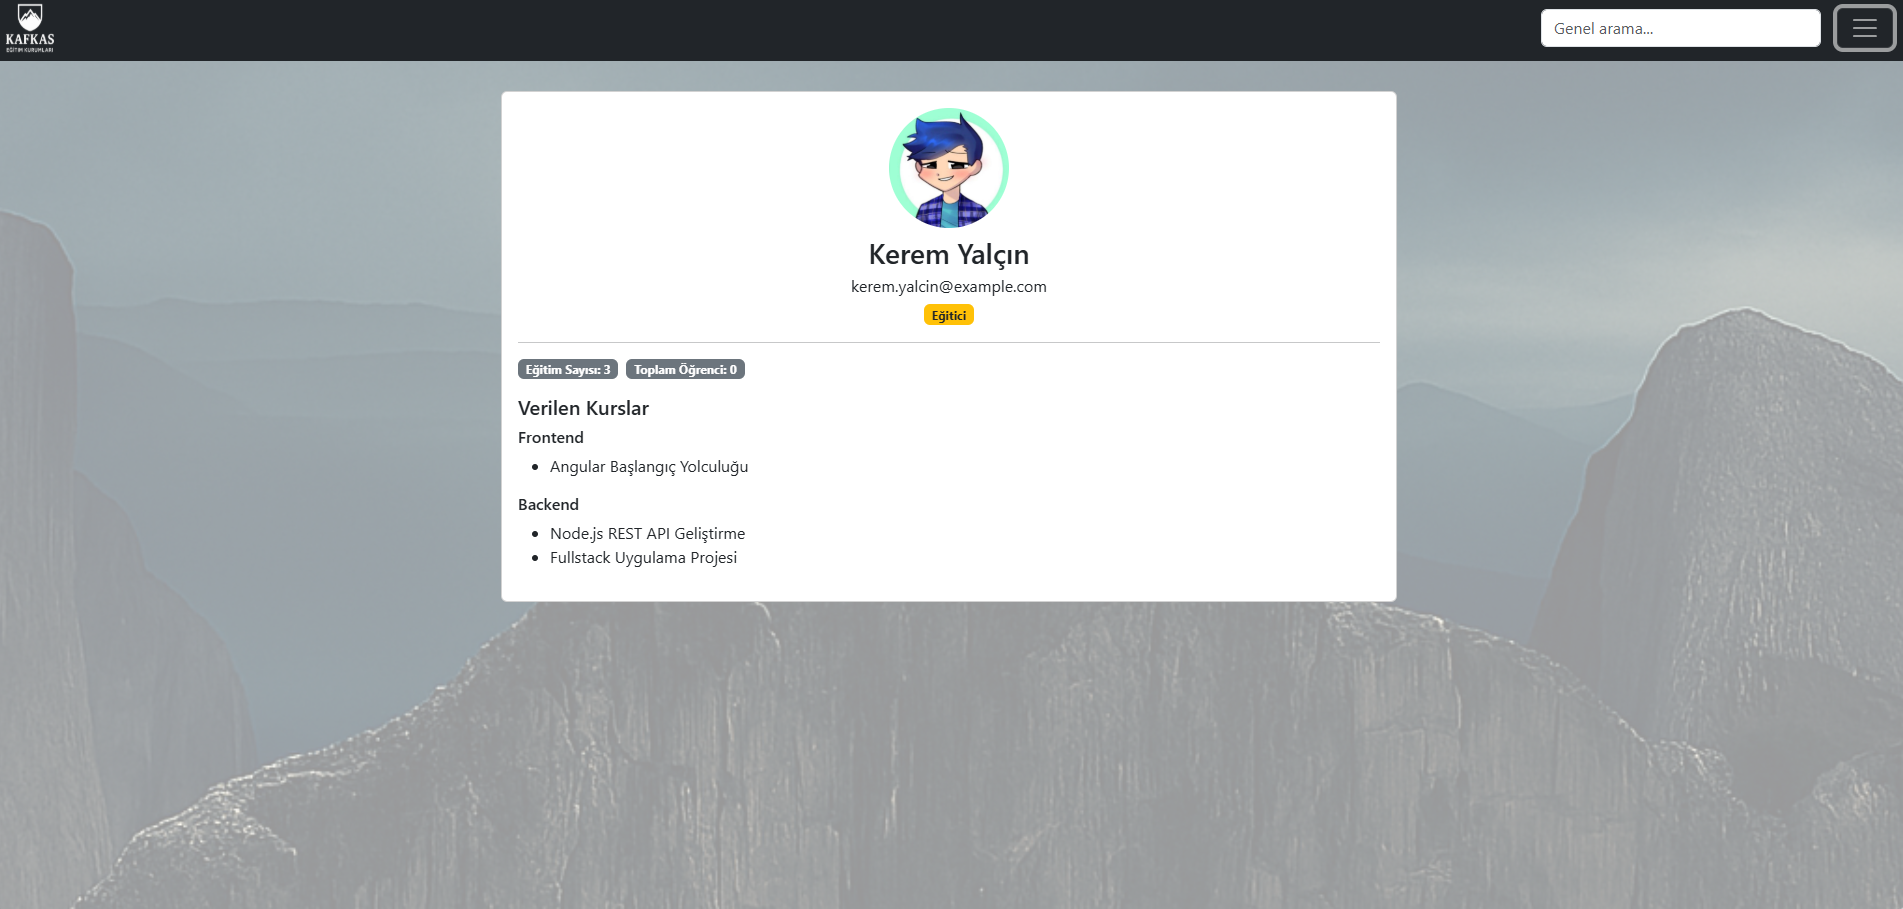 KAFKAS
EĞİTİM KURUMLARI
Genel arama...
Kerem Yalçın
kerem.yalcin@example.com
Eğitici
Eğitim Sayısı: 3 Toplam Öğrenci: 0
Verilen Kurslar
Frontend
• Angular Başlangıç Yolculuğu
Backend
• Node.js REST API Geliştirme
• Fullstack Uygulama Projesi